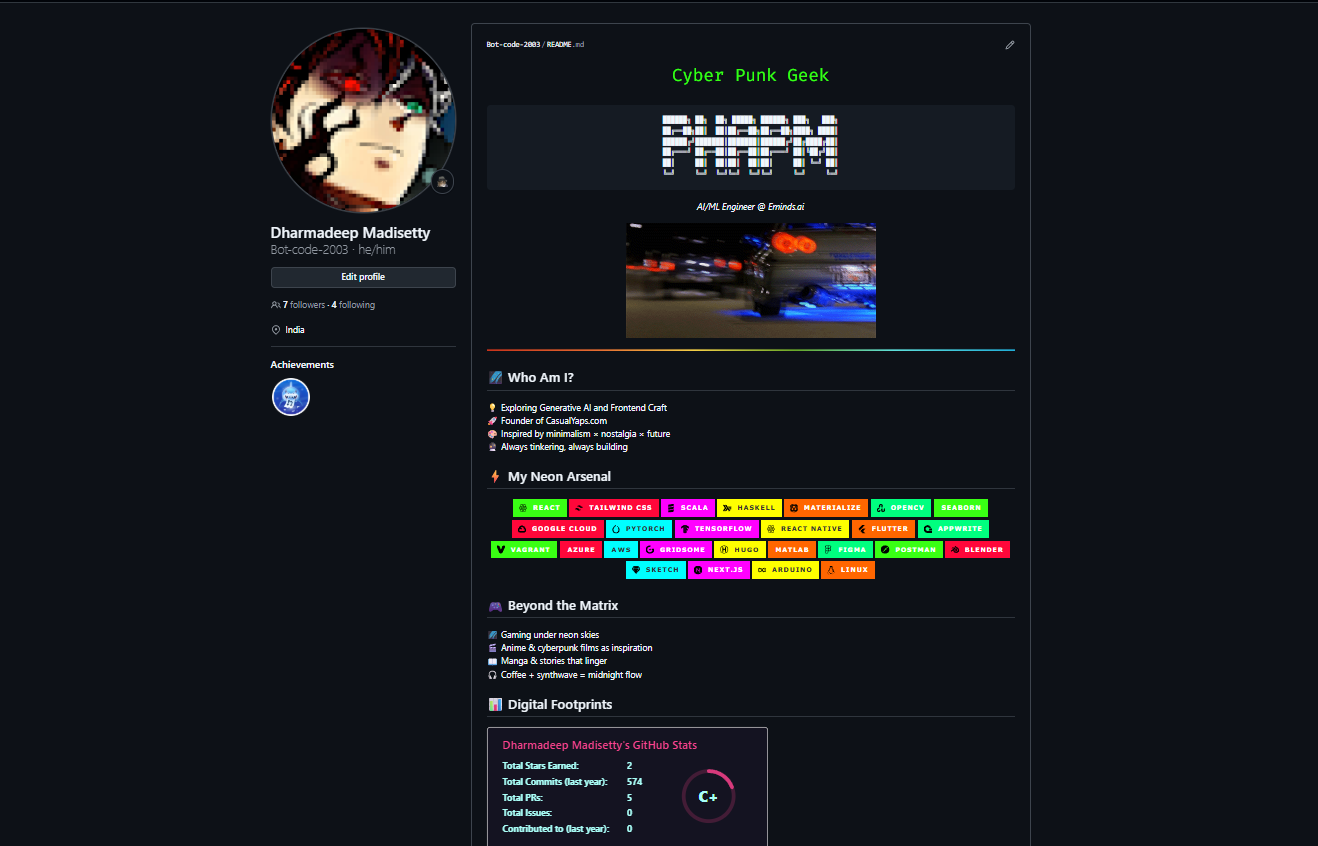 Dharmadeep Madisetty
Bot-code-2003 · he/him
Edit profile
7 followers · 4 following
India
Achievements
Bot-code-2003/README.md
Cyber Punk Geek
AI/ML Engineer @ Eminds.ai
Who Am I?
Exploring Generative AI and Frontend Craft
Founder of CasualYaps.com
Inspired by minimalism × nostalgia × future
Always tinkering, always building
My Neon Arsenal
REACT TAILWIND CSS SCALA HASKELL MATERIALIZE OPENCV SEABORN
GOOGLE CLOUD PYTORCH TENSORFLOW REACT NATIVE FLUTTER APPWRITE
VAGRANT AZURE AWS GRIDSOME HUGO MATLAB FIGMA POSTMAN BLENDER
SKETCH NEXT.JS ARDUINO LINUX
Beyond the Matrix
Gaming under neon skies
Anime & cyberpunk films as inspiration
Manga & stories that linger
Coffee + synthwave = midnight flow
Digital Footprints
Dharmadeep Madisetty's GitHub Stats
Total Stars Earned: 2
Total Commits (last year): 574
Total PRs: 5
Total Issues: 0
Contributed to (last year): 0
C+